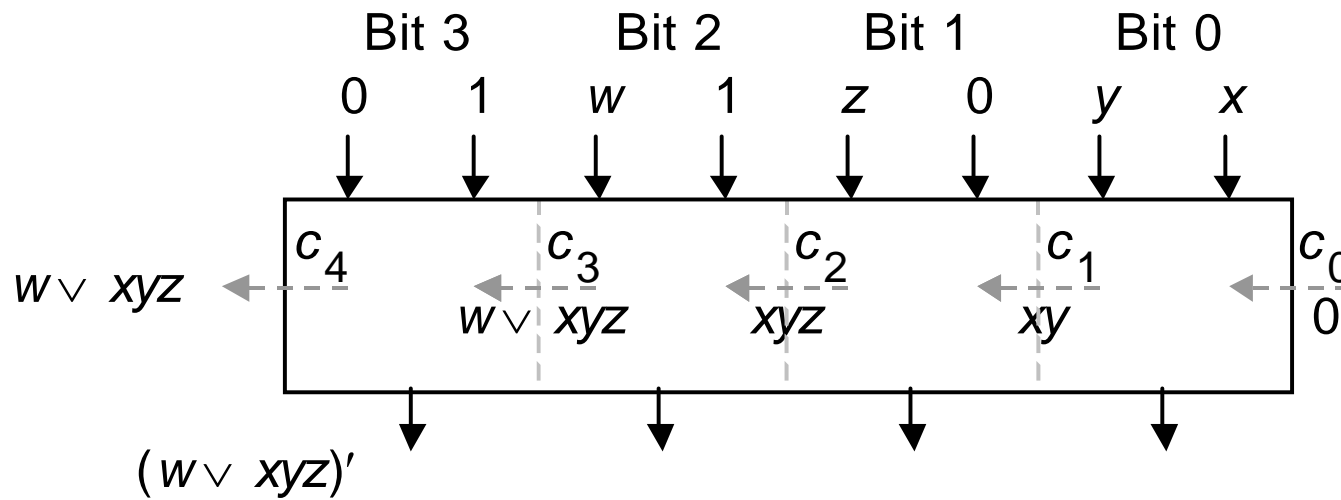 Bit 3 Bit 2 Bit 1 Bit 0
0 1 w 1 z 0 y x
c₄ c₃ c₂ c₁ c₀
w ∨ xyz
w ∨ xyz xyz xy 0
(w ∨ xyz)′